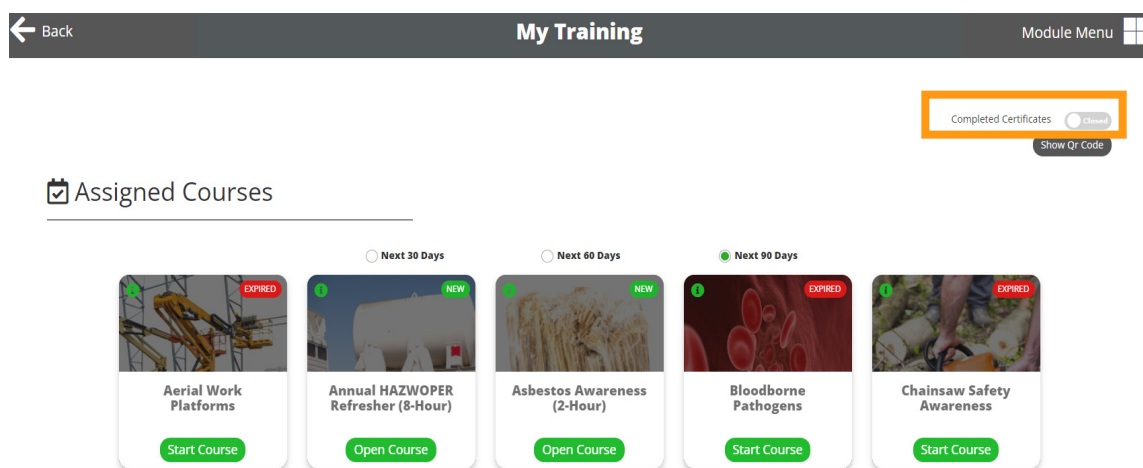 Back
My Training
Module Menu
Completed Certificates
Closed
Show Qr Code
Assigned Courses
Next 30 Days
Next 60 Days
Next 90 Days
EXPIRED
NEW
NEW
EXPIRED
EXPIRED
Aerial Work
Platforms
Annual HAZWOPER
Refresher (8-Hour)
Asbestos Awareness
(2-Hour)
Bloodborne
Pathogens
Chainsaw Safety
Awareness
Start Course
Open Course
Open Course
Start Course
Start Course